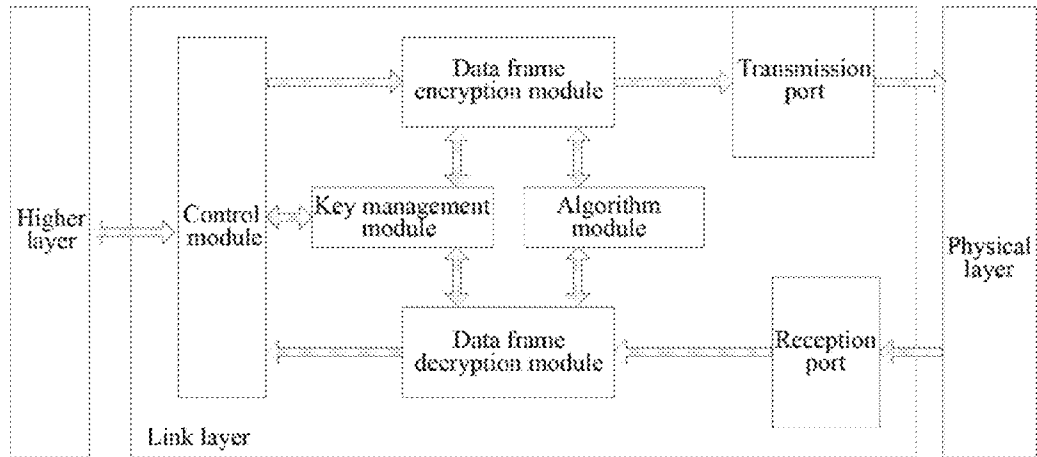 Higher
layer
Control
module
Data frame
encryption module
Transmission
port
Key management
module
Algorithm
module
Data frame
decryption module
Reception
port
Physical
layer
Link layer